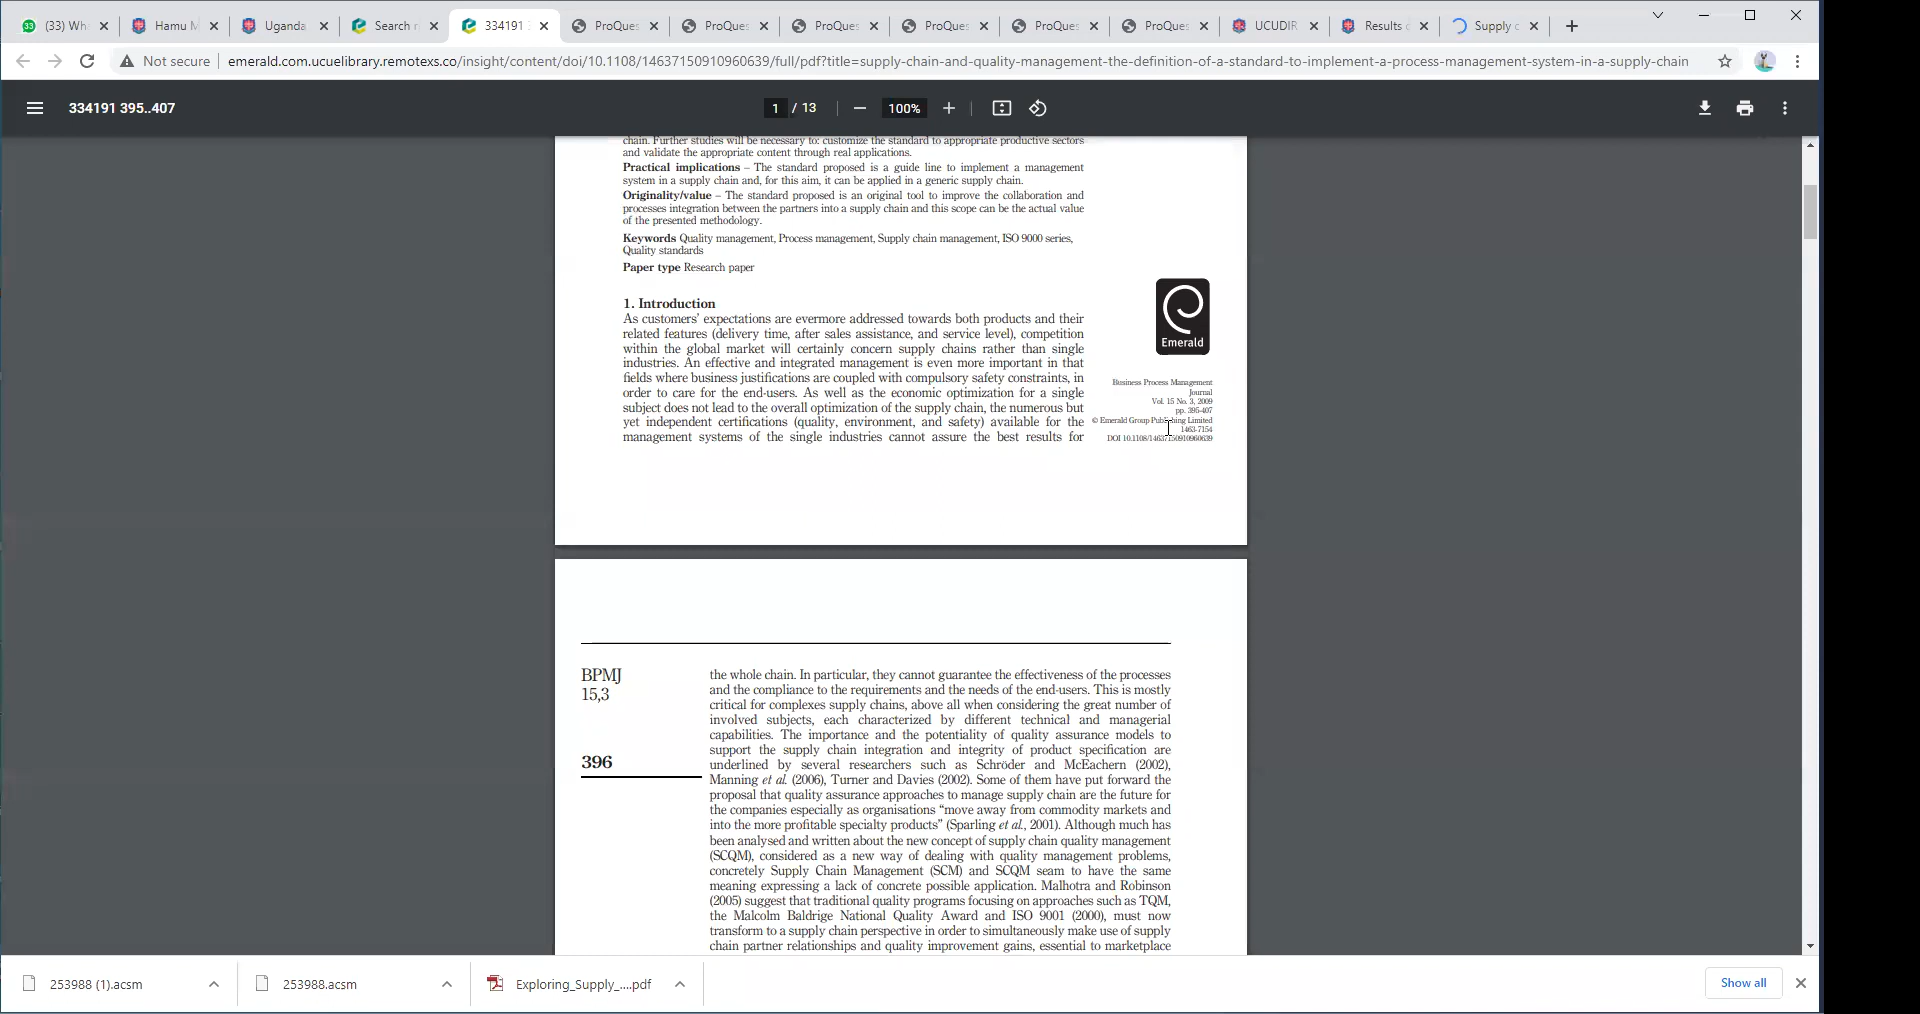 (33) Wh
Hamu M
Uganda
Search r
334191
ProQues
ProQues
ProQues
ProQues
ProQues
ProQues
UCUDIR
Results
Supply c
Not secure
emerald.com.ucuelibrary.remotexs.co/insight/content/doi/10.1108/14637150910960639/full/pdf?title=supply-chain-and-quality-management-the-definition-of-a-standard-to-implement-a-process-management-system-in-a-supply-chain
334191 395..407
1 / 13
100%
chain. Further studies will be necessary to: customize the standard to appropriate productive sectors
and validate the appropriate content through real applications.
Practical implications – The standard proposed is a guide line to implement a management
system in a supply chain and, for this aim, it can be applied in a generic supply chain.
Originality/value – The standard proposed is an original tool to improve the collaboration and
processes integration between the partners into a supply chain and this scope can be the actual value
of the presented methodology.
Keywords Quality management, Process management, Supply chain management, ISO 9000 series,
Quality standards
Paper type Research paper
1. Introduction
As customers’ expectations are evermore addressed towards both products and their
related features (delivery time, after sales assistance, and service level), competition
within the global market will certainly concern supply chains rather than single
industries. An effective and integrated management is even more important in that
fields where business justifications are coupled with compulsory safety constraints, in
order to care for the end-users. As well as the economic optimization for a single
subject does not lead to the overall optimization of the supply chain, the numerous but
yet independent certifications (quality, environment, and safety) available for the
management systems of the single industries cannot assure the best results for
Emerald
Business Process Management
Journal
Vol. 15 No. 3, 2009
pp. 395-407
© Emerald Group Publishing Limited
1463-7154
DOI 10.1108/14637150910960639
BPMJ
15,3
396
the whole chain. In particular, they cannot guarantee the effectiveness of the processes
and the compliance to the requirements and the needs of the end-users. This is mostly
critical for complexes supply chains, above all when considering the great number of
involved subjects, each characterized by different technical and managerial
capabilities. The importance and the potentiality of quality assurance models to
support the supply chain integration and integrity of product specification are
underlined by several researchers such as Schröder and McEachern (2002),
Manning et al. (2006), Turner and Davies (2002). Some of them have put forward the
proposal that quality assurance approaches to manage supply chain are the future for
the companies especially as organisations “move away from commodity markets and
into the more profitable specialty products” (Sparling et al., 2001). Although much has
been analysed and written about the new concept of supply chain quality management
(SCQM), considered as a new way of dealing with quality management problems,
concretely Supply Chain Management (SCM) and SCQM seam to have the same
meaning expressing a lack of concrete possible application. Malhotra and Robinson
(2005) suggest that traditional quality programs focusing on approaches such as TQM,
the Malcolm Baldrige National Quality Award and ISO 9001 (2000), must now
transform to a supply chain perspective in order to simultaneously make use of supply
chain partner relationships and quality improvement gains, essential to marketplace
253988 (1).acsm
253988.acsm
Exploring_Supply_....pdf
Show all